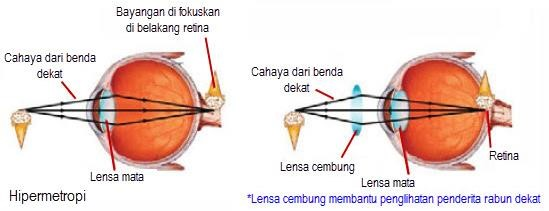 Bayangan di fokuskan
di belakang retina
Cahaya dari benda
dekat
Lensa mata
Hipermetropi
Cahaya dari benda
dekat
Lensa cembung
Lensa mata
Retina
*Lensa cembung membantu penglihatan penderita rabun dekat